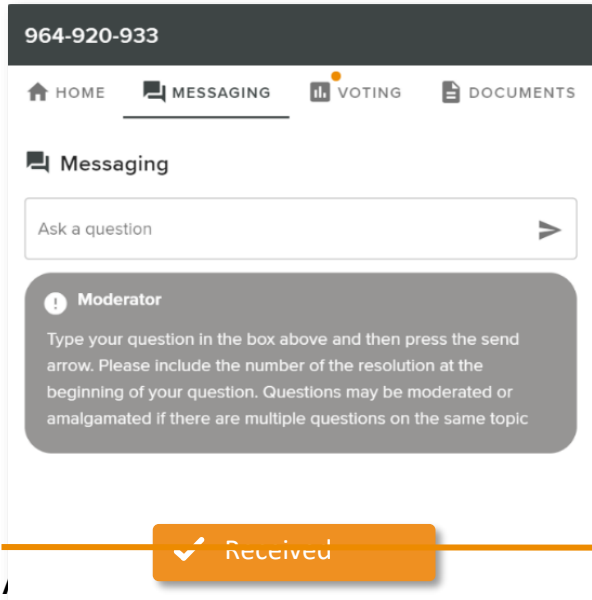 964-920-933
HOME MESSAGING VOTING DOCUMENTS
Messaging
Ask a question
Moderator
Type your question in the box above and then press the send
arrow. Please include the number of the resolution at the
beginning of your question. Questions may be moderated or
amalgamated if there are multiple questions on the same topic
Received